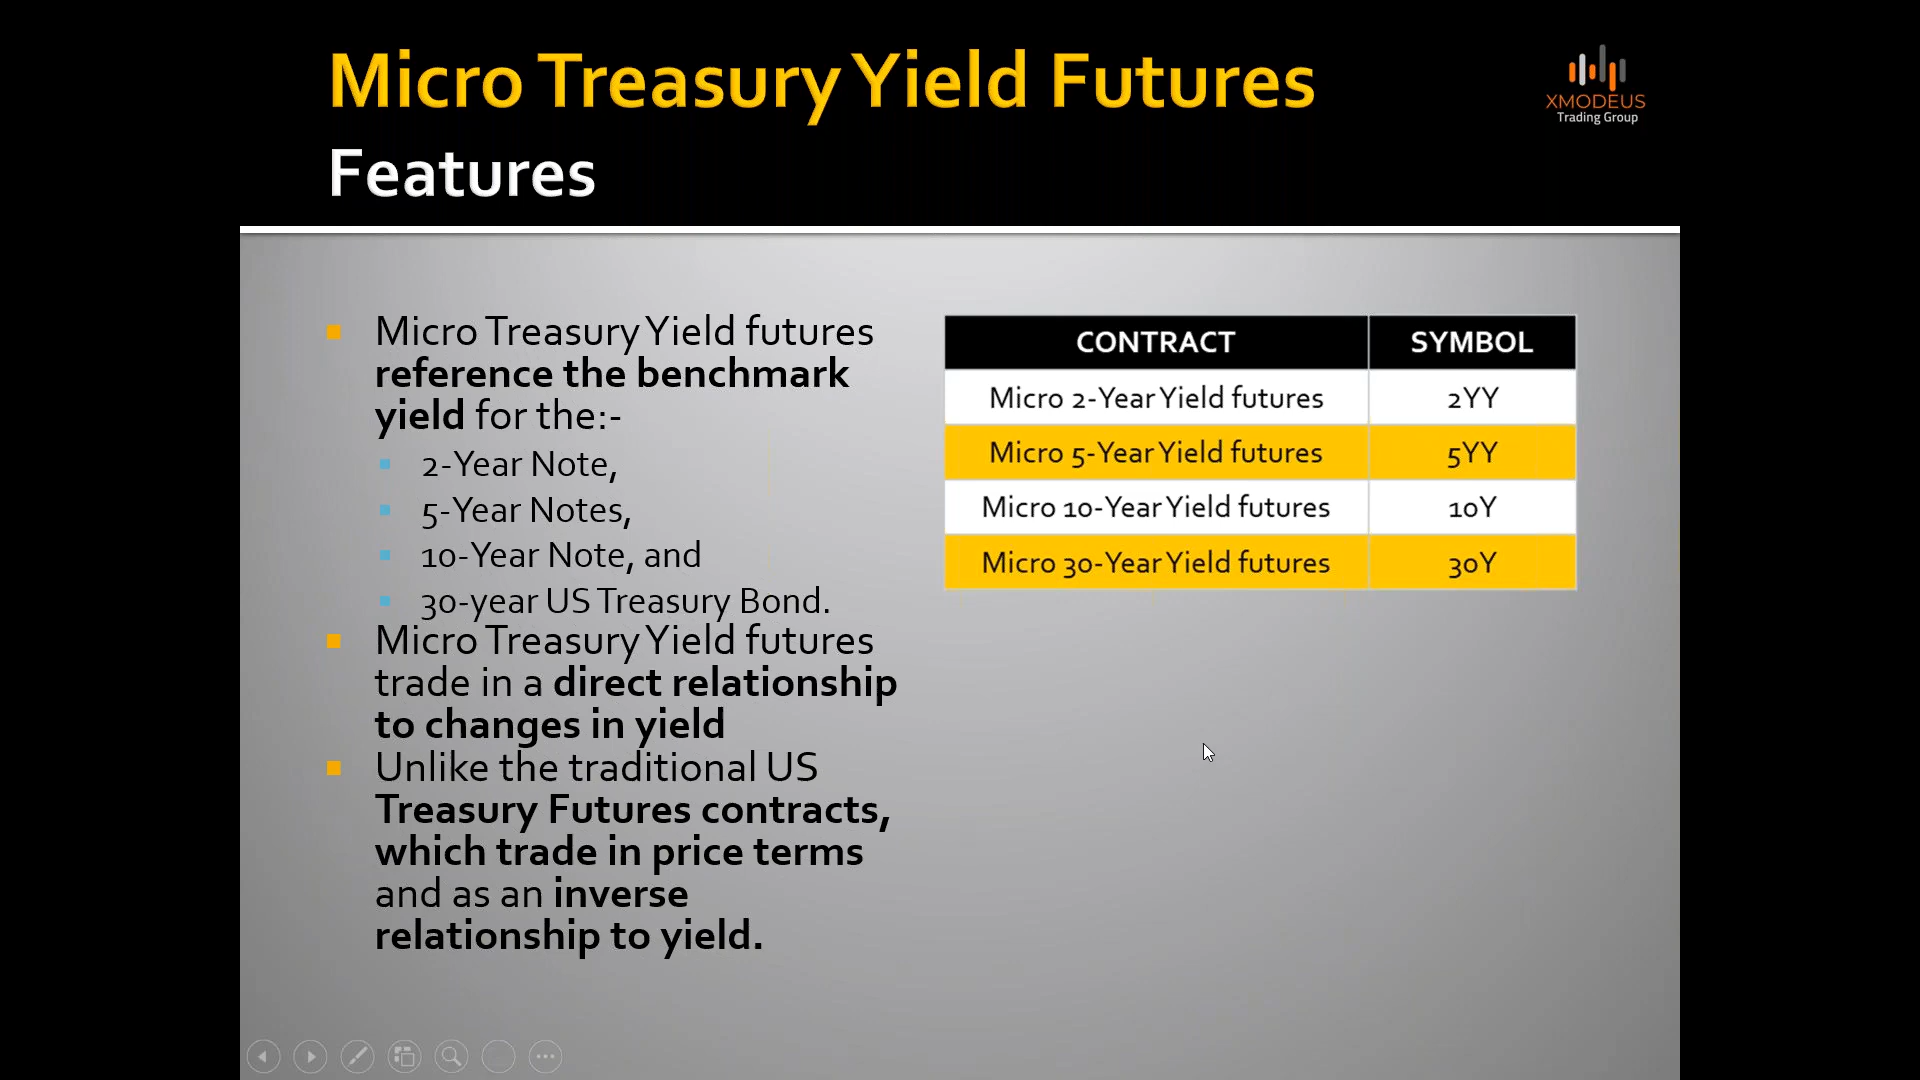 Micro Treasury Yield Futures
Features
XMODEUS
Trading Group
Micro Treasury Yield futures
reference the benchmark
yield for the:-
2-Year Note,
5-Year Notes,
10-Year Note, and
30-year US Treasury Bond.
Micro Treasury Yield futures
trade in a direct relationship
to changes in yield
Unlike the traditional US
Treasury Futures contracts,
which trade in price terms
and as an inverse
relationship to yield.
CONTRACT SYMBOL
Micro 2-Year Yield futures 2YY
Micro 5-Year Yield futures 5YY
Micro 10-Year Yield futures 10Y
Micro 30-Year Yield futures 30Y